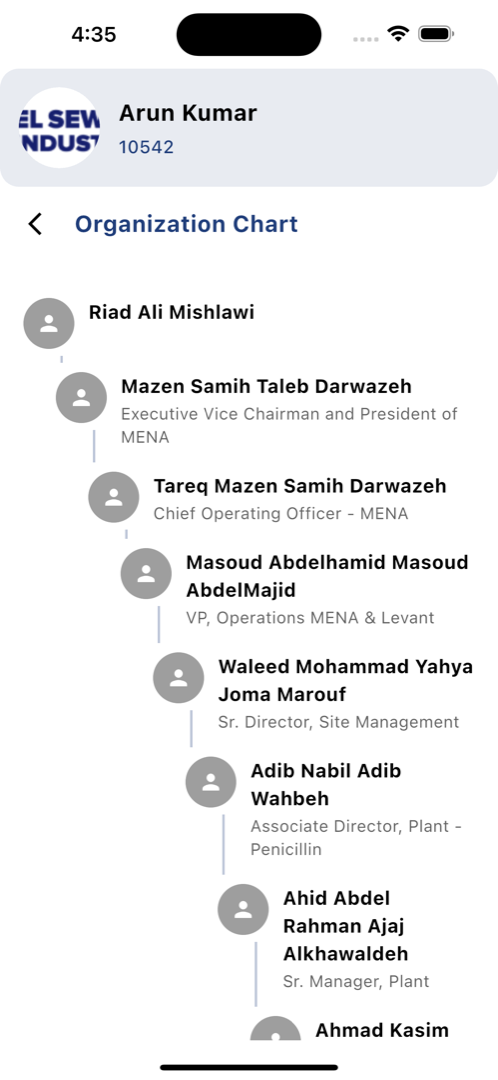 4:35
EL SEW
NDUST
Arun Kumar
10542
Organization Chart
Riad Ali Mishlawi
Mazen Samih Taleb Darwazeh
Executive Vice Chairman and President of
MENA
Tareq Mazen Samih Darwazeh
Chief Operating Officer - MENA
Masoud Abdelhamid Masoud
AbdelMajid
VP, Operations MENA & Levant
Waleed Mohammad Yahya
Joma Marouf
Sr. Director, Site Management
Adib Nabil Adib
Wahbeh
Associate Director, Plant -
Penicillin
Ahid Abdel
Rahman Ajaj
Alkhawaldeh
Sr. Manager, Plant
Ahmad Kasim